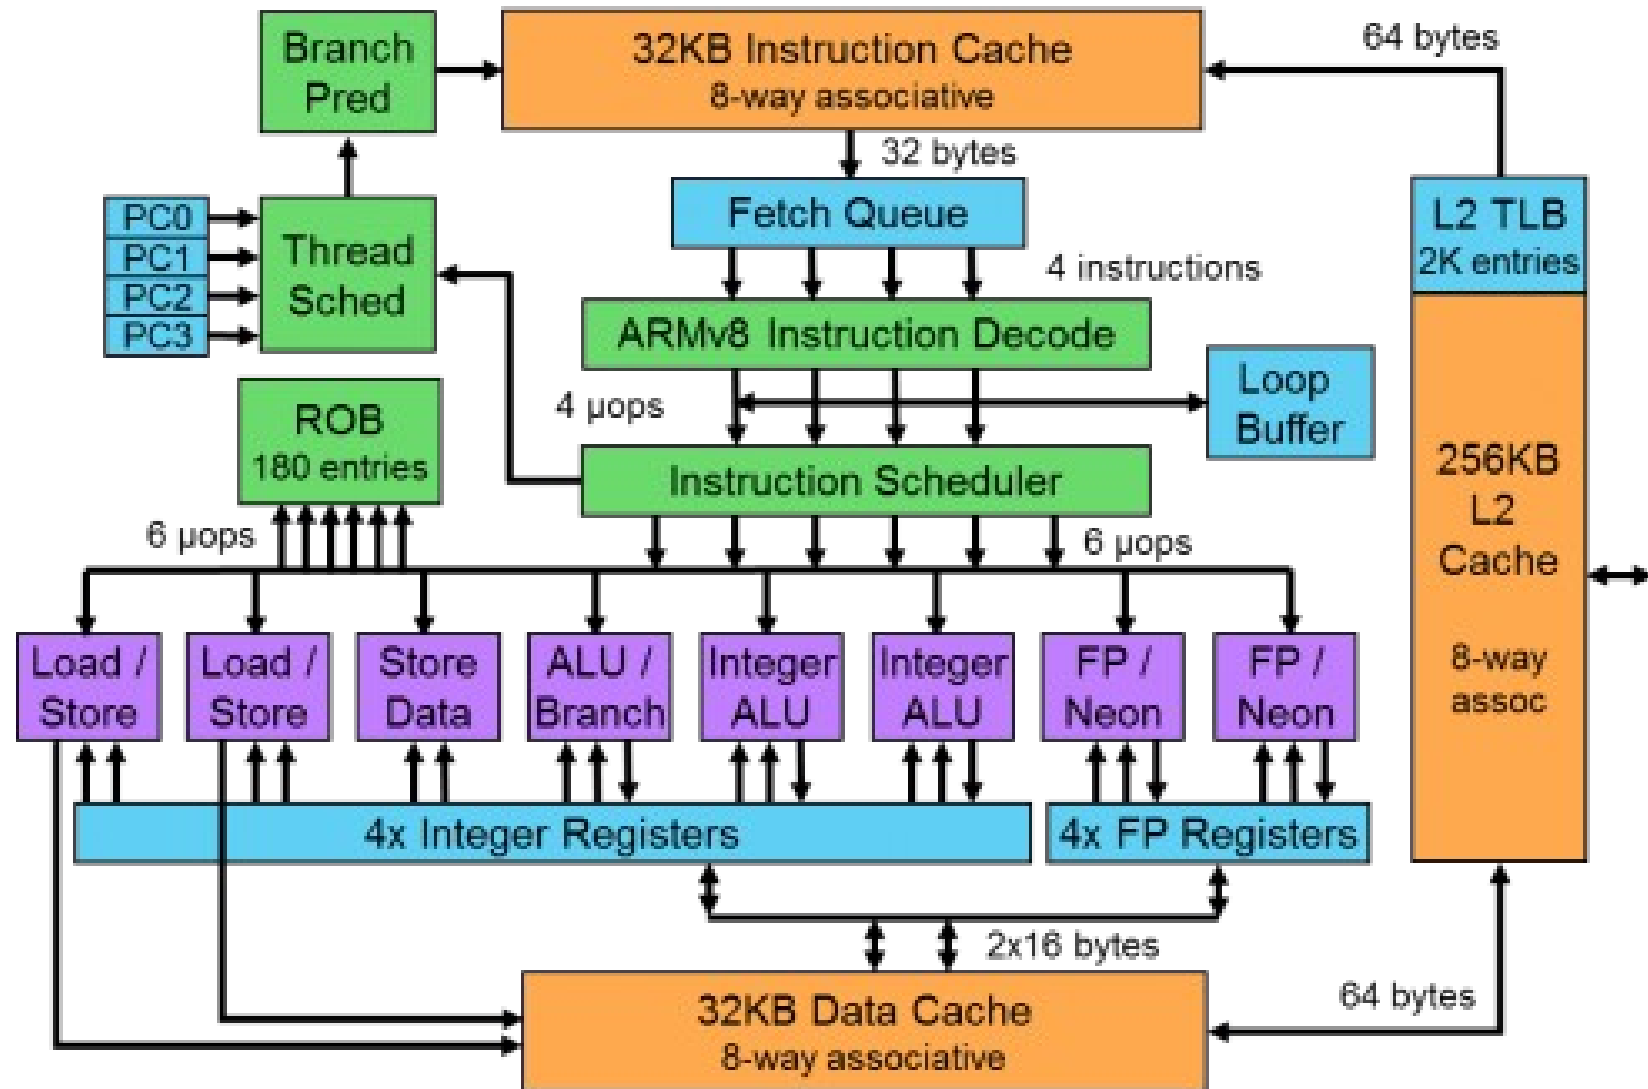 Branch
Pred
32KB Instruction Cache
8-way associative
64 bytes
32 bytes
PC0
PC1
PC2
PC3
Thread
Sched
Fetch Queue
4 instructions
L2 TLB
2K entries
ARMv8 Instruction Decode
4 µops
Loop
Buffer
ROB
180 entries
Instruction Scheduler
256KB
L2
Cache
8-way
assoc
6 µops
6 µops
Load /
Store
Load /
Store
Store
Data
ALU /
Branch
Integer
ALU
Integer
ALU
FP /
Neon
FP /
Neon
4x Integer Registers
4x FP Registers
2x16 bytes
32KB Data Cache
8-way associative
64 bytes